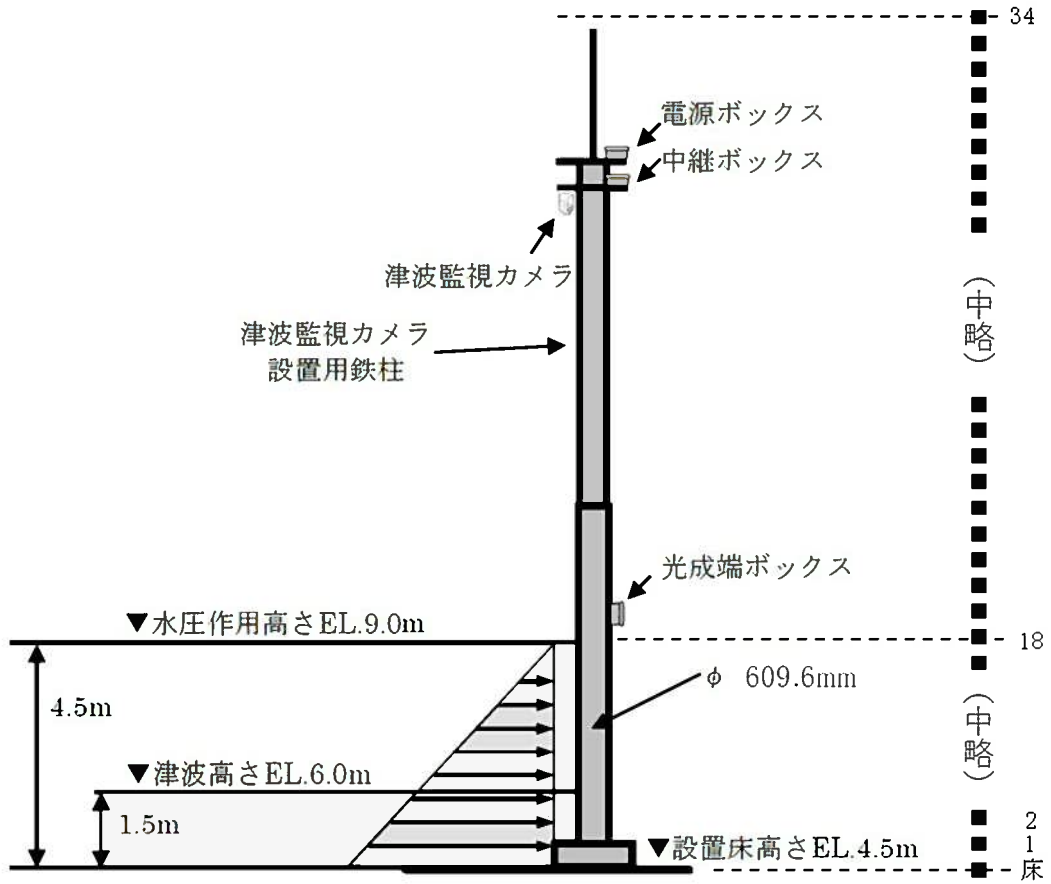 34
電源ボックス
中継ボックス
津波監視カメラ
(中略)
津波監視カメラ
設置用鉄柱
光成端ボックス
▼水圧作用高さEL.9.0m
18
φ 609.6mm
4.5m
(中略)
▼津波高さEL.6.0m
1.5m
2
1
▼設置床高さEL.4.5m
床